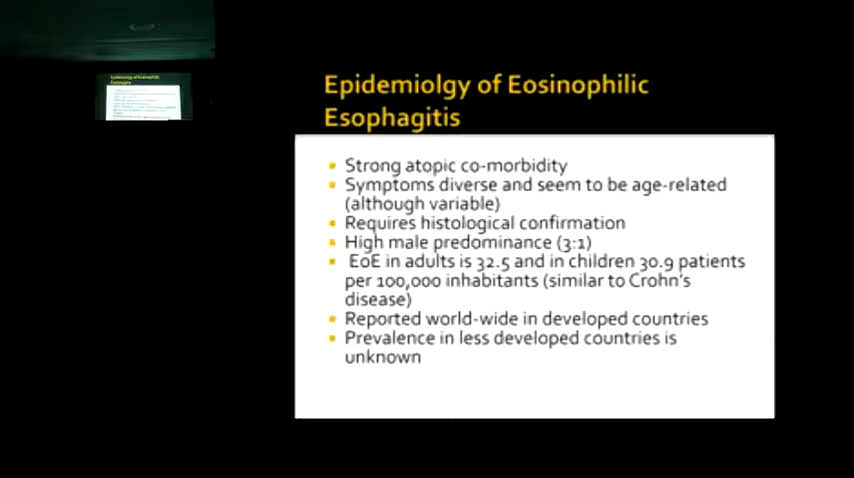 Epidemiolgy of Eosinophilic
Esophagitis
Strong atopic co-morbidity
Symptoms diverse and seem to be age-related
(although variable)
Requires histological confirmation
High male predominance (3:1)
EoE in adults is 32.5 and in children 30.9 patients
per 100,000 inhabitants (similar to Crohn's
disease)
Reported world-wide in developed countries
Prevalence in less developed countries is
unknown